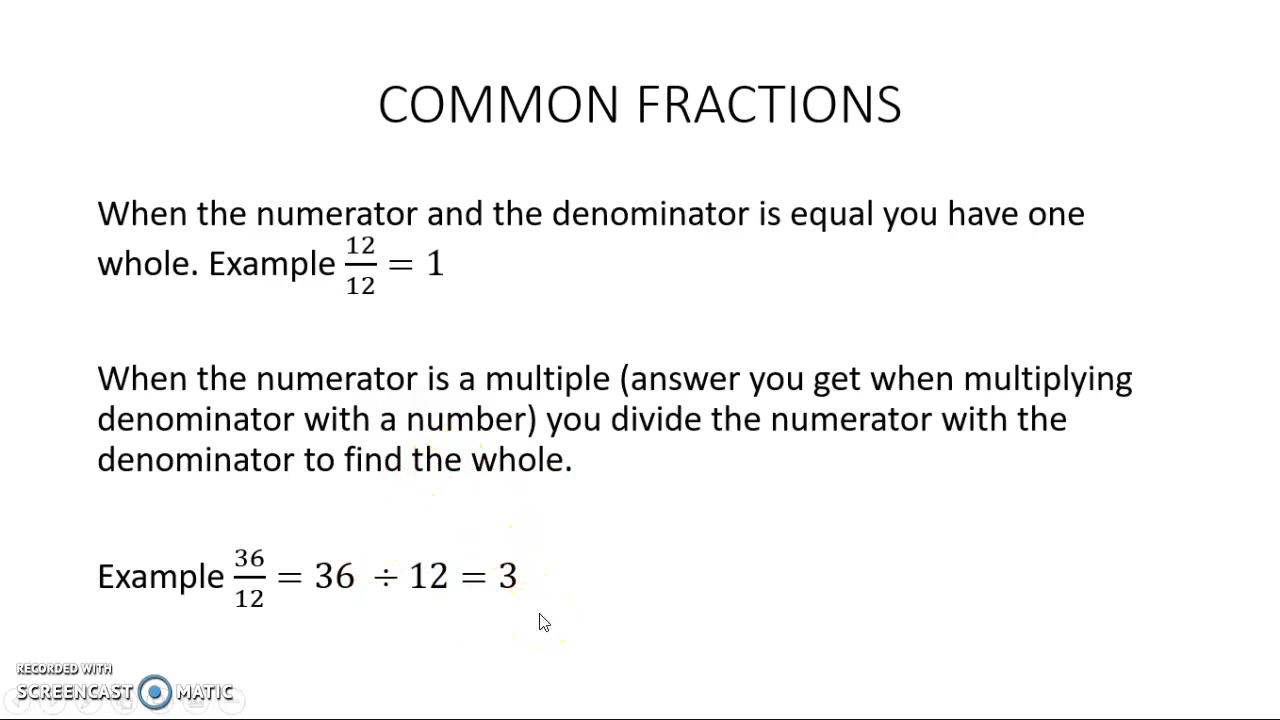 COMMON FRACTIONS
When the numerator and the denominator is equal you have one
whole. Example 12/12 = 1
When the numerator is a multiple (answer you get when multiplying
denominator with a number) you divide the numerator with the
denominator to find the whole.
Example 36/12 = 36 ÷ 12 = 3
RECORDED WITH
SCREENCAST MATIC